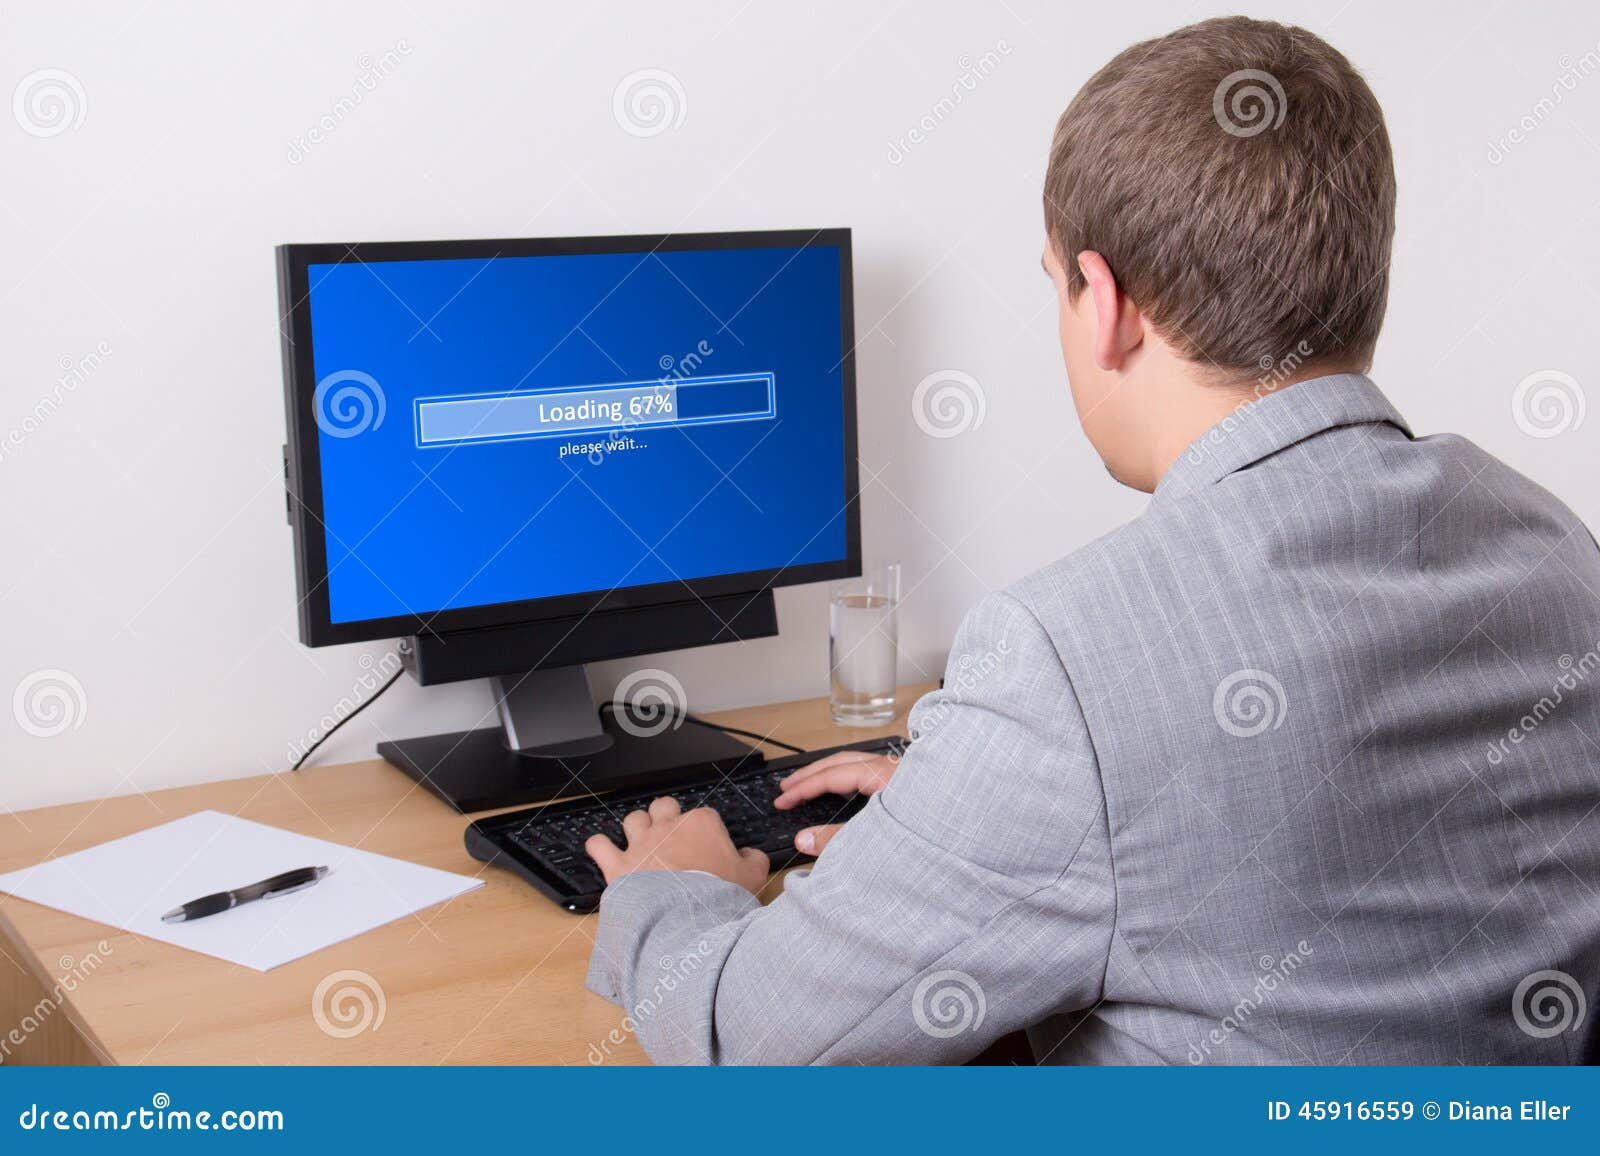 Loading 67%
please wait...
dreamstime.com
ID 45916559 © Diana Eller